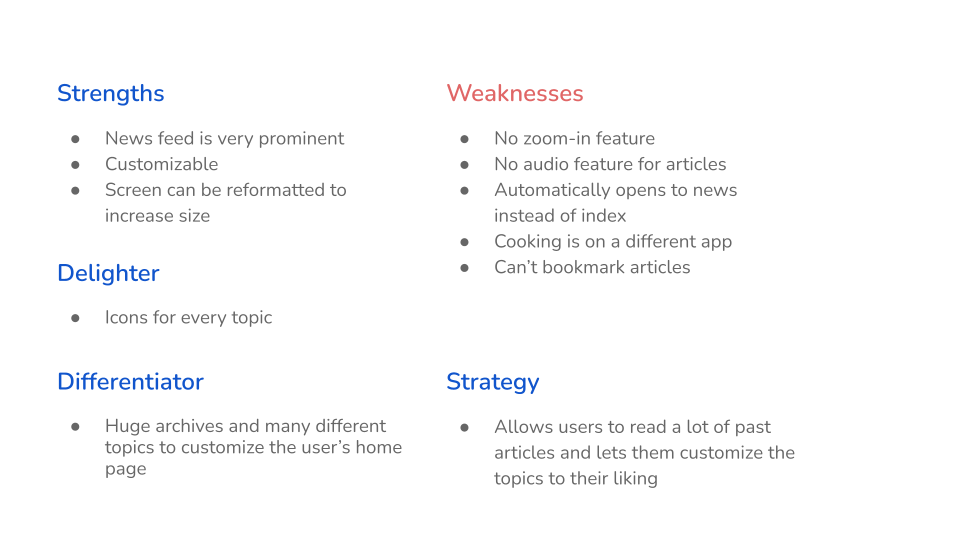 Strengths
● News feed is very prominent
● Customizable
● Screen can be reformatted to
increase size
Delighter
● Icons for every topic
Differentiator
● Huge archives and many different
topics to customize the user’s home
page
Weaknesses
● No zoom-in feature
● No audio feature for articles
● Automatically opens to news
instead of index
● Cooking is on a different app
● Can’t bookmark articles
Strategy
● Allows users to read a lot of past
articles and lets them customize the
topics to their liking